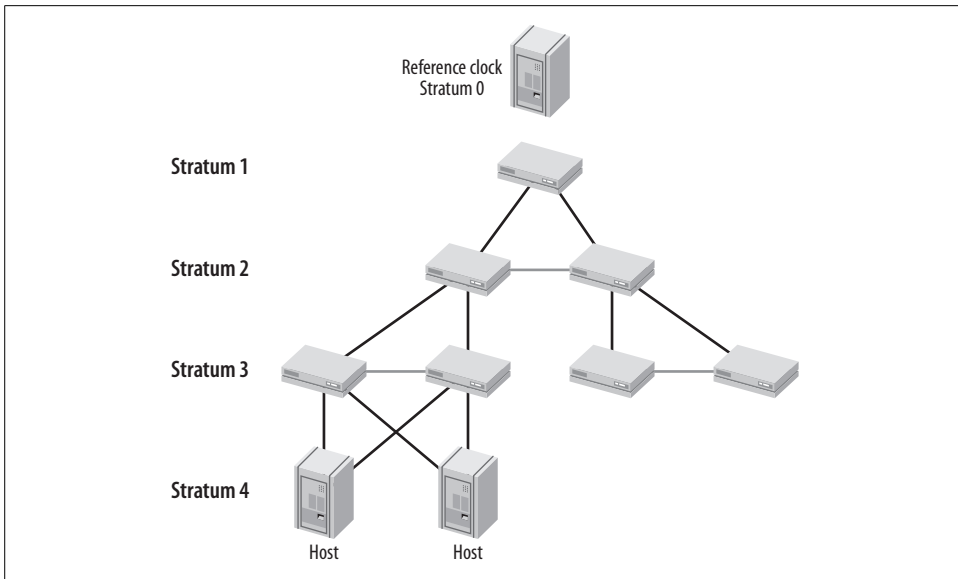 Reference clock
Stratum 0
Stratum 1
Stratum 2
Stratum 3
Stratum 4
Host
Host